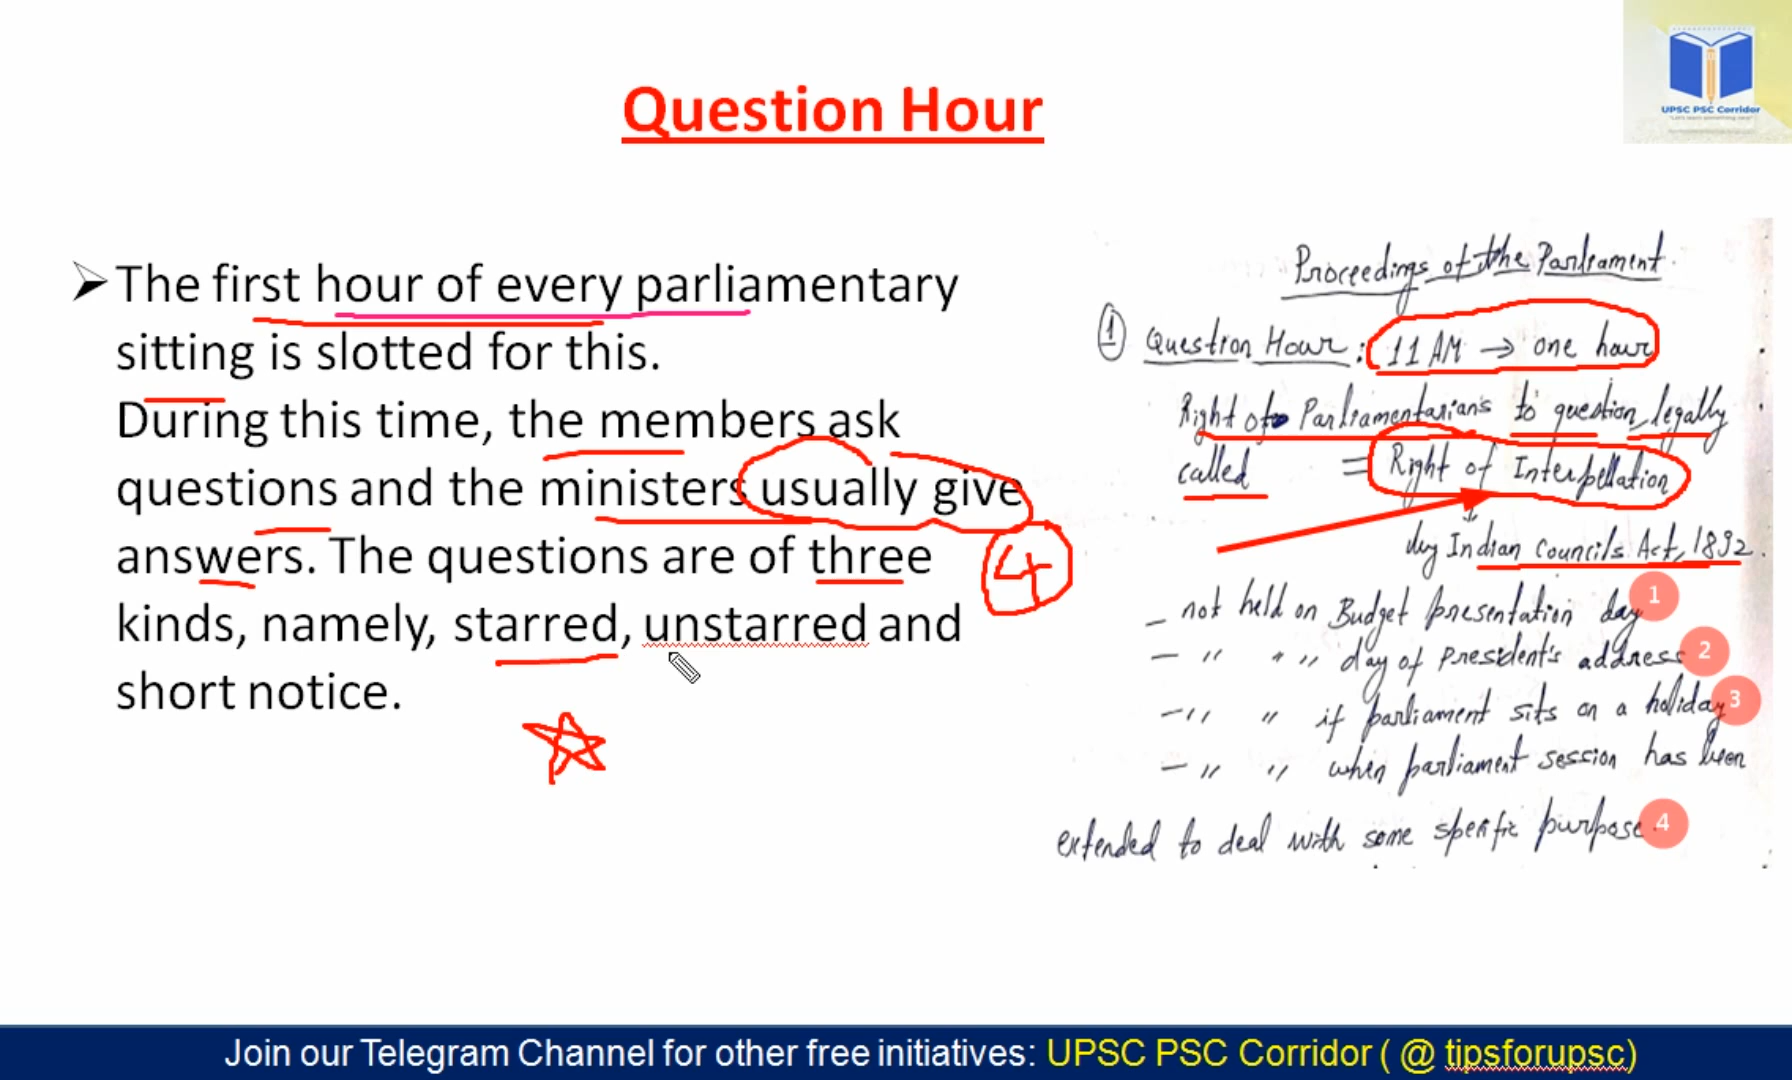 Question Hour
UPSC PSC Corridor
The first hour of every parliamentary
sitting is slotted for this.
During this time, the members ask
questions and the ministers usually give
answers. The questions are of three
kinds, namely, starred, unstarred and
short notice.
4
Proceedings of the Parliament.
1 Question Hour : 11 AM → one hour
Right of Parliamentarians to question, legally
called = Right of Interpellation
by Indian Councils Act, 1892.
- not held on Budget presentation day 1
- " " " day of President's address 2
- " " if parliament sits on a holiday 3
- " " when parliament session has been
extended to deal with some specific purpose. 4
Join our Telegram Channel for other free initiatives: UPSC PSC Corridor ( @ tipsforupsc)